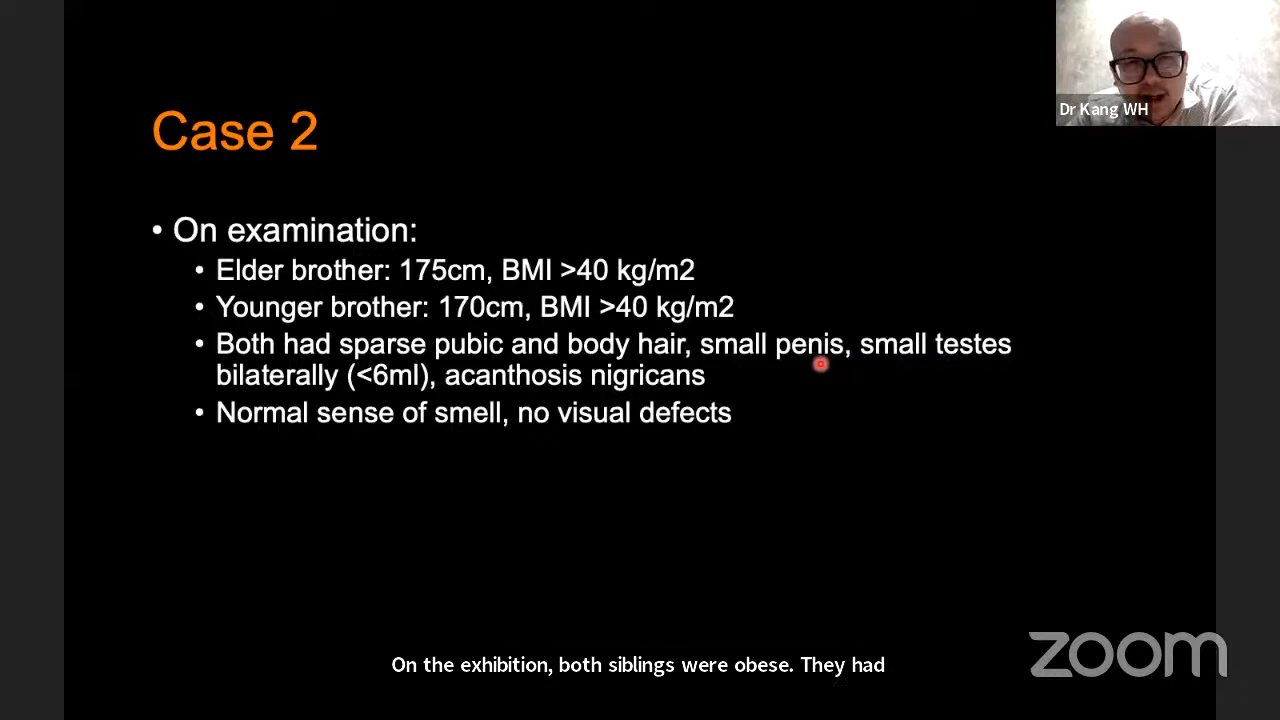 Dr Kang WH
Case 2
• On examination:
• Elder brother: 175cm, BMI >40 kg/m2
• Younger brother: 170cm, BMI >40 kg/m2
• Both had sparse pubic and body hair, small penis, small testes
bilaterally (<6ml), acanthosis nigricans
• Normal sense of smell, no visual defects
On the exhibition, both siblings were obese. They had
zoom